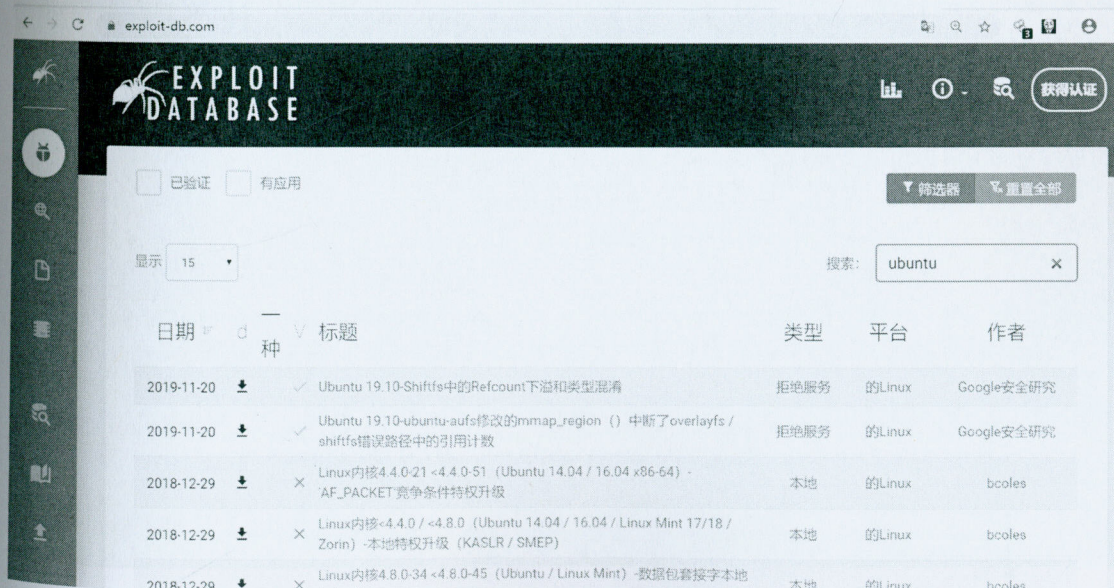 exploit-db.com
3
EXPLOIT
DATABASE
获得认证
已验证 有应用
筛选器 重置全部
显示 15
搜索: ubuntu
日期 d 一种 V 标题 类型 平台 作者
2019-11-20 Ubuntu 19.10-Shiftfs中的Refcount下溢和类型混淆 拒绝服务 的Linux Google安全研究
2019-11-20 Ubuntu 19.10-ubuntu-aufs修改的mmap_region（）中断了overlayfs / 拒绝服务 的Linux Google安全研究
shiftfs错误路径中的引用计数
2018-12-29 Linux内核4.4.0-21 <4.4.0-51（Ubuntu 14.04 / 16.04 x86-64）- 本地 的Linux bcoles
'AF_PACKET'竞争条件特权升级
2018-12-29 Linux内核<4.4.0 / <4.8.0（Ubuntu 14.04 / 16.04 / Linux Mint 17/18 / 本地 的Linux bcoles
Zorin）-本地特权升级（KASLR / SMEP）
2018-12-29 Linux内核4.8.0-34 <4.8.0-45（Ubuntu / Linux Mint）-数据包套接字本地 本地 的Linux bcoles